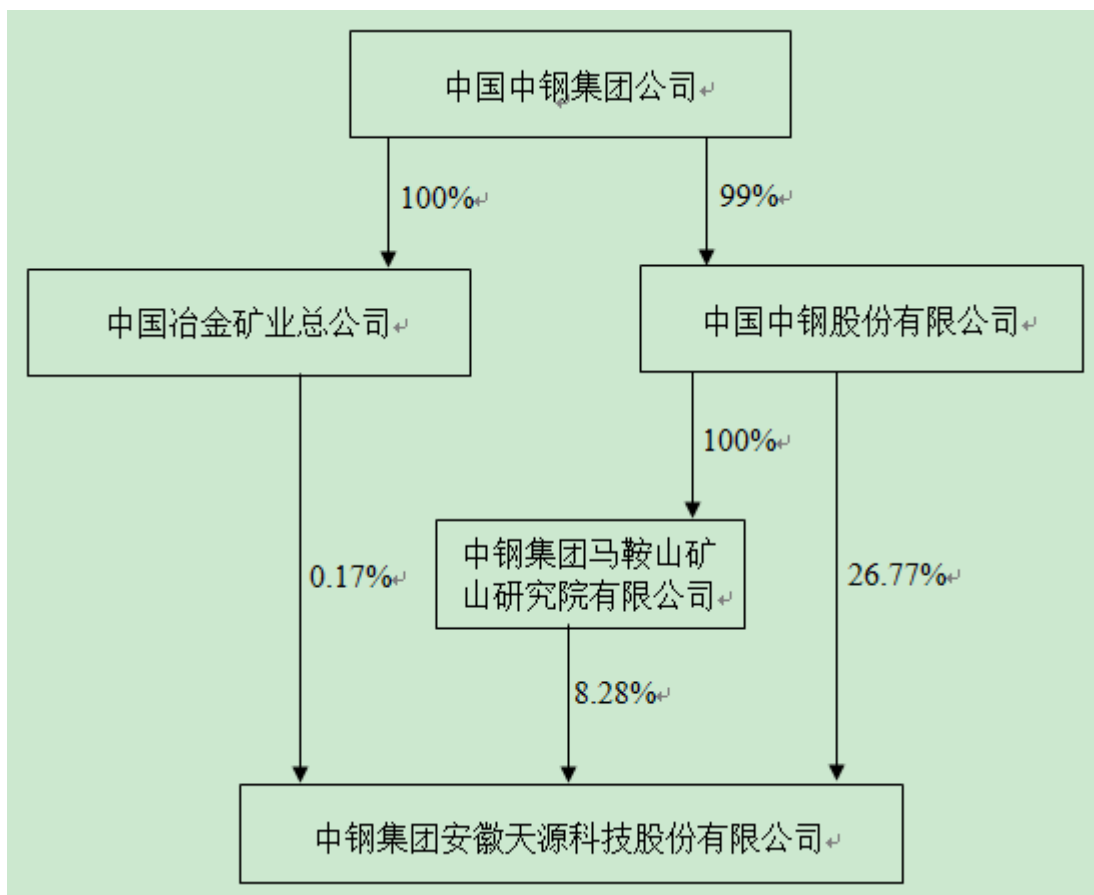 中国中钢集团公司
100%
99%
中国冶金矿业总公司
中国中钢股份有限公司
100%
中钢集团马鞍山矿
山研究院有限公司
0.17%
26.77%
8.28%
中钢集团安徽天源科技股份有限公司